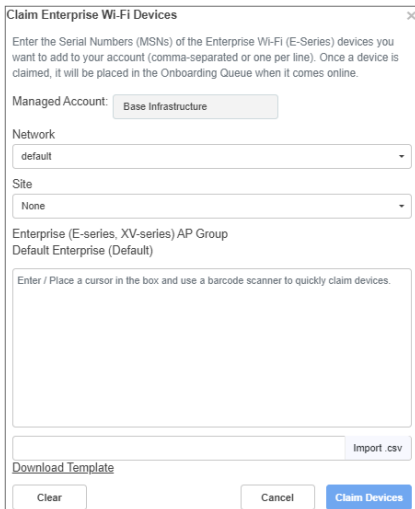 Claim Enterprise Wi-Fi Devices ×
Enter the Serial Numbers (MSNs) of the Enterprise Wi-Fi (E-Series) devices you
want to add to your account (comma-separated or one per line). Once a device is
claimed, it will be placed in the Onboarding Queue when it comes online.
Managed Account: Base Infrastructure
Network
default
Site
None
Enterprise (E-series, XV-series) AP Group
Default Enterprise (Default)
Enter / Place a cursor in the box and use a barcode scanner to quickly claim devices.
Import .csv
Download Template
Clear Cancel Claim Devices